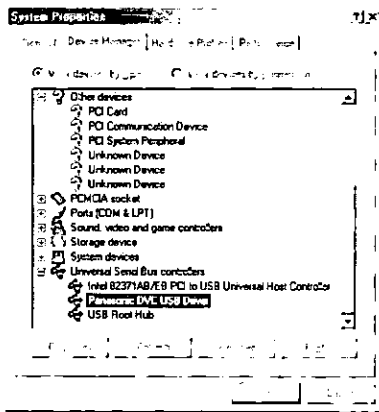 System Properties
Device Manager
Other devices
PCI Card
PCI Communication Device
PCI System Peripheral
Unknown Device
Unknown Device
Unknown Device
PCMCIA socket
Ports (COM & LPT)
Sound, video and game controllers
Storage device
System devices
Universal Serial Bus controllers
Intel 82371AB/EB PCI to USB Universal Host Controller
Panasonic DVC USB Driver
USB Root Hub